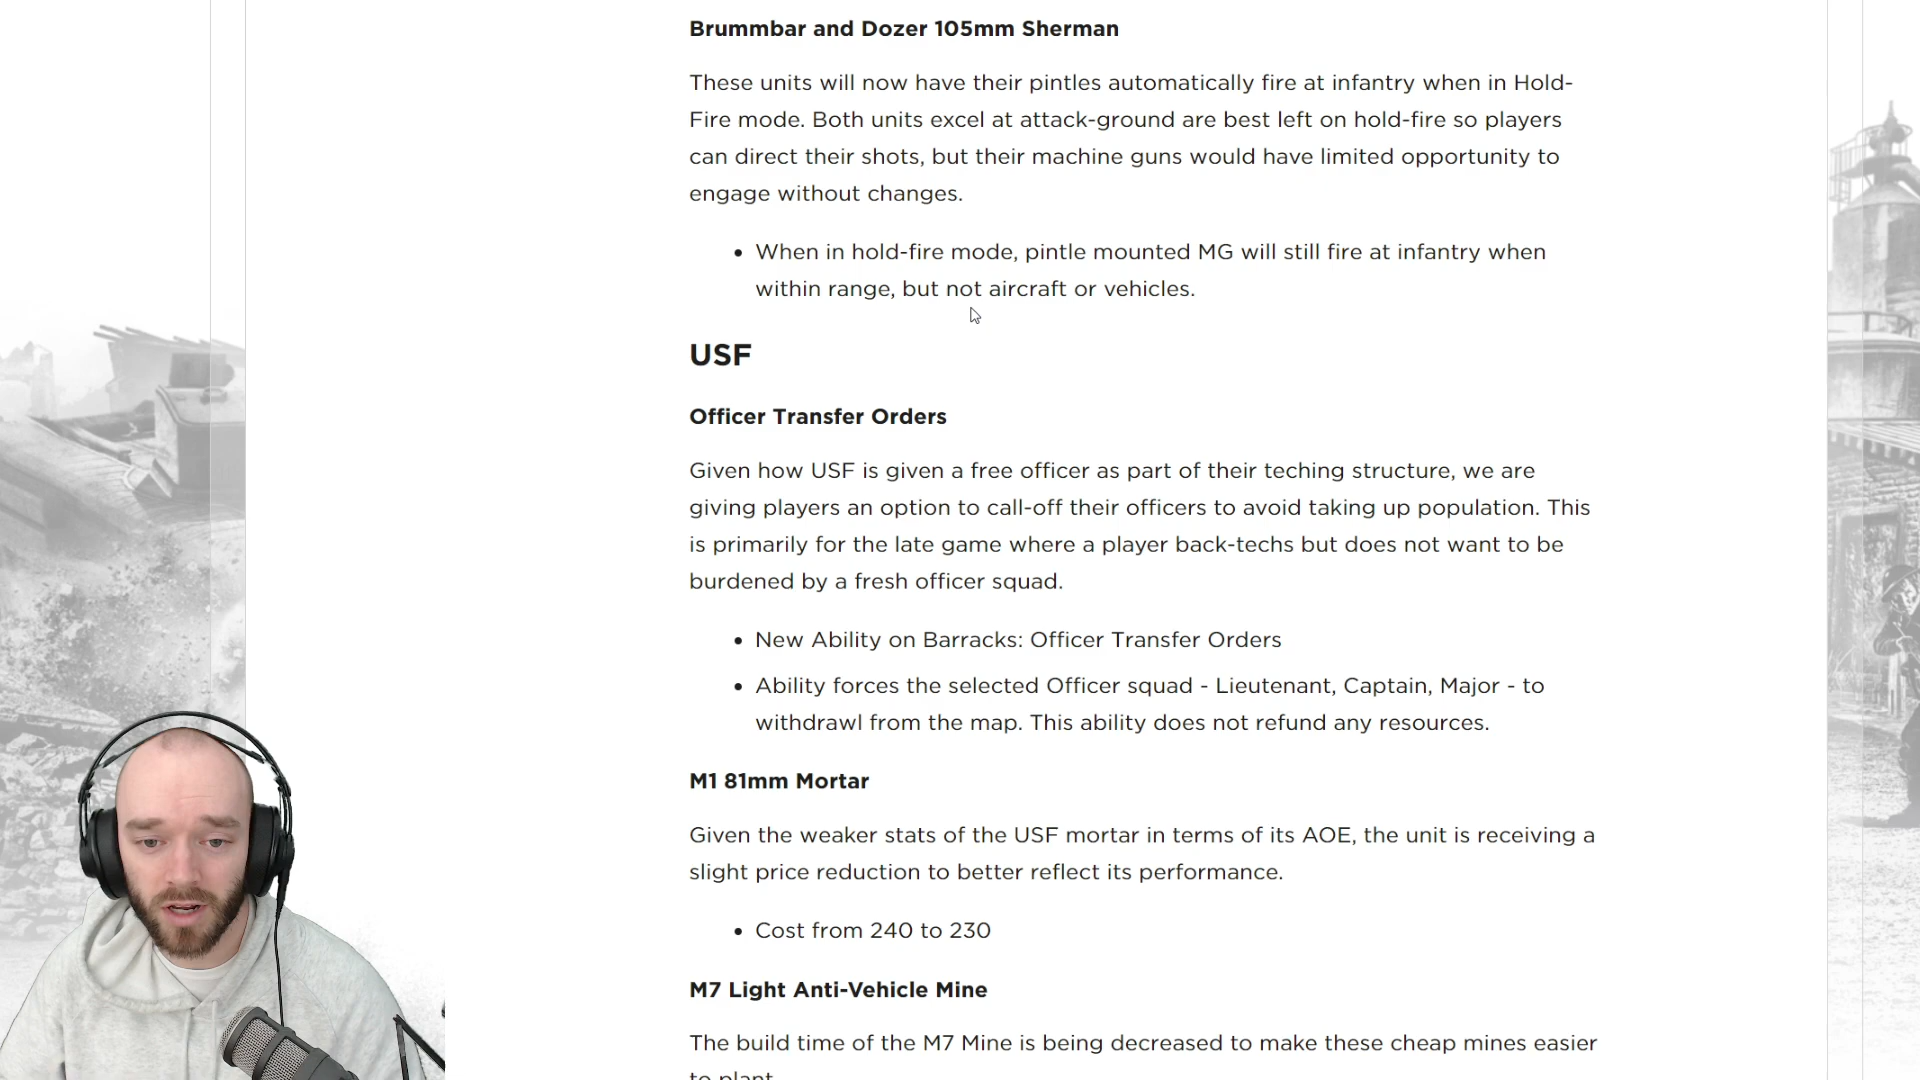 Brummbar and Dozer 105mm Sherman
These units will now have their pintles automatically fire at infantry when in Hold-
Fire mode. Both units excel at attack-ground are best left on hold-fire so players
can direct their shots, but their machine guns would have limited opportunity to
engage without changes.
• When in hold-fire mode, pintle mounted MG will still fire at infantry when
within range, but not aircraft or vehicles.
USF
Officer Transfer Orders
Given how USF is given a free officer as part of their teching structure, we are
giving players an option to call-off their officers to avoid taking up population. This
is primarily for the late game where a player back-techs but does not want to be
burdened by a fresh officer squad.
• New Ability on Barracks: Officer Transfer Orders
• Ability forces the selected Officer squad - Lieutenant, Captain, Major - to
withdrawl from the map. This ability does not refund any resources.
M1 81mm Mortar
Given the weaker stats of the USF mortar in terms of its AOE, the unit is receiving a
slight price reduction to better reflect its performance.
• Cost from 240 to 230
M7 Light Anti-Vehicle Mine
The build time of the M7 Mine is being decreased to make these cheap mines easier
to plant.